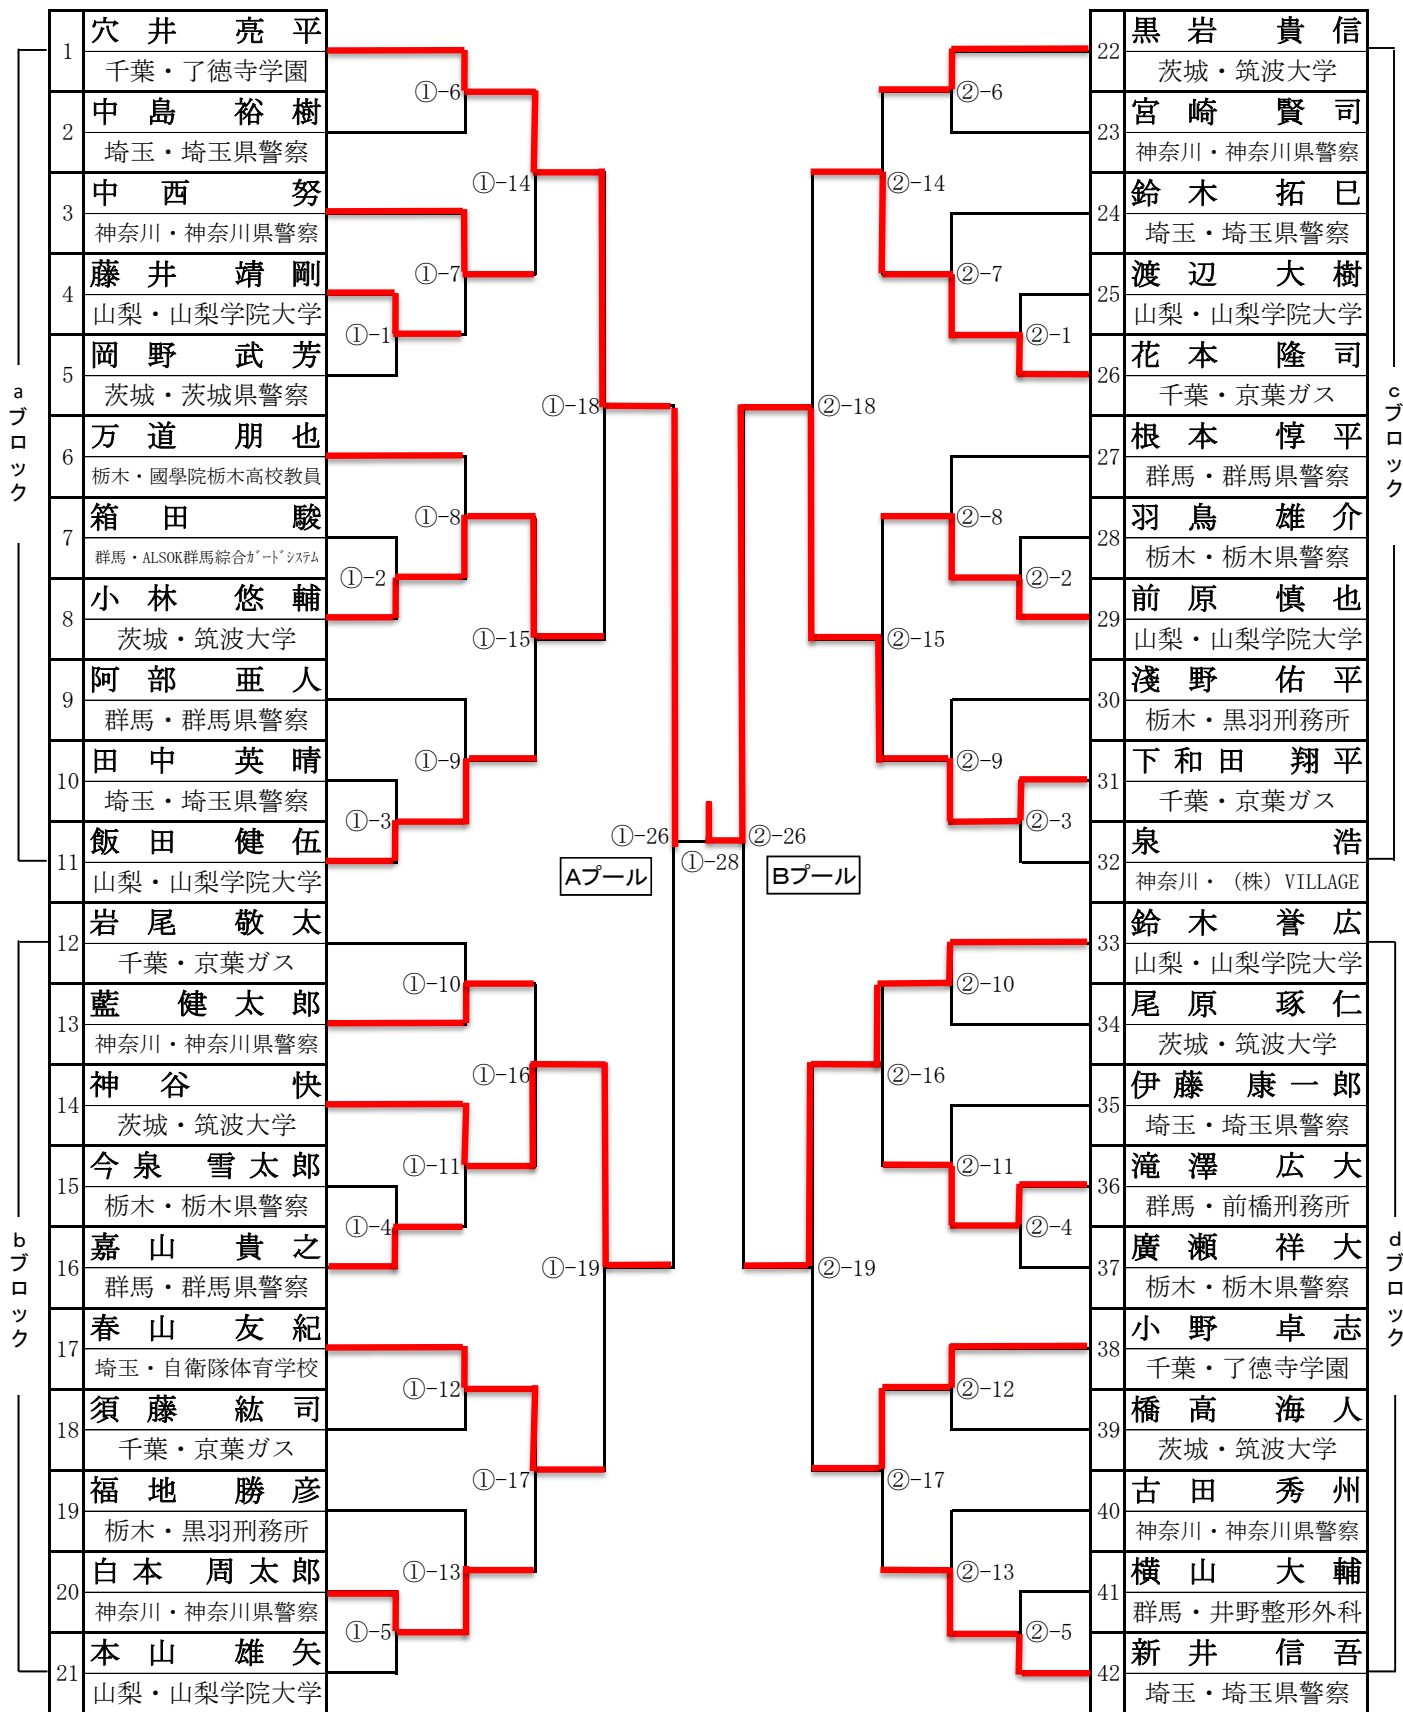 aブロック
1 穴井 亮平
千葉・了徳寺学園
2 中島 裕樹
埼玉・埼玉県警察
3 中西 努
神奈川・神奈川県警察
4 藤井 靖剛
山梨・山梨学院大学
5 岡野 武芳
茨城・茨城県警察
6 万道 朋也
栃木・國學院栃木高校教員
7 箱田 駿
群馬・ALSOK群馬綜合ガードシステム
8 小林 悠輔
茨城・筑波大学
9 阿部 亜人
群馬・群馬県警察
10 田中 英晴
埼玉・埼玉県警察
11 飯田 健伍
山梨・山梨学院大学
bブロック
12 岩尾 敬太
千葉・京葉ガス
13 藍 健太郎
神奈川・神奈川県警察
14 神谷 快
茨城・筑波大学
15 今泉 雪太郎
栃木・栃木県警察
16 嘉山 貴之
群馬・群馬県警察
17 春山 友紀
埼玉・自衛隊体育学校
18 須藤 紘司
千葉・京葉ガス
19 福地 勝彦
栃木・黒羽刑務所
20 白本 周太郎
神奈川・神奈川県警察
21 本山 雄矢
山梨・山梨学院大学
①-6
①-14
①-7
①-1
①-18
①-8
①-2
①-15
①-9
①-3
①-26
Aプール
①-28
①-10
①-16
①-11
①-4
①-19
①-12
①-17
①-13
①-5
②-6
②-14
②-7
②-1
②-18
②-8
②-2
②-15
②-9
②-3
②-26
Bプール
②-10
②-16
②-11
②-4
②-19
②-12
②-17
②-13
②-5
cブロック
22 黒岩 貴信
茨城・筑波大学
23 宮崎 賢司
神奈川・神奈川県警察
24 鈴木 拓巳
埼玉・埼玉県警察
25 渡辺 大樹
山梨・山梨学院大学
26 花本 隆司
千葉・京葉ガス
27 根本 惇平
群馬・群馬県警察
28 羽鳥 雄介
栃木・栃木県警察
29 前原 慎也
山梨・山梨学院大学
30 淺野 佑平
栃木・黒羽刑務所
31 下和田 翔平
千葉・京葉ガス
32 泉 浩
神奈川・（株）VILLAGE
dブロック
33 鈴木 誉広
山梨・山梨学院大学
34 尾原 琢仁
茨城・筑波大学
35 伊藤 康一郎
埼玉・埼玉県警察
36 滝澤 広大
群馬・前橋刑務所
37 廣瀬 祥大
栃木・栃木県警察
38 小野 卓志
千葉・了德寺学園
39 橋高 海人
茨城・筑波大学
40 古田 秀州
神奈川・神奈川県警察
41 横山 大輔
群馬・井野整形外科
42 新井 信吾
埼玉・埼玉県警察